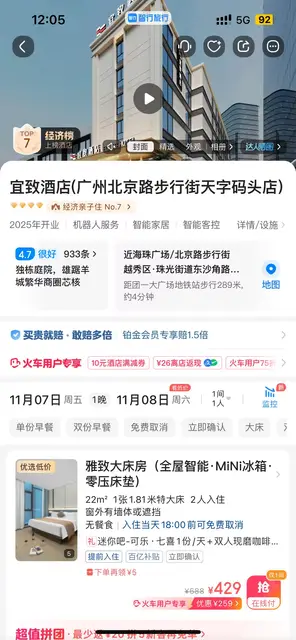 12:05
5G 92
智行旅行
TOP 7 经济榜 上榜酒店
封面 精选 外观 相册 达人探店
宜致酒店(广州北京路步行街天字码头店)
经济亲子住 No.7 >
2025年开业 机器人服务 智能家居 智能客控 详情/设施 >
4.7 很好 933条 >
独栋庭院，雄踞羊城繁华商圈芯核
近海珠广场/北京路步行街
越秀区·珠光街道东沙角路...
距团一大广场地铁站步行289米，约4分钟
地图
买贵就赔·敢赔多倍 铂金会员专享赔1.5倍
火车用户专享 10元酒店满减券 ¥26离店返现 火车用户75折
看低价
11月07日 周五 1晚 11月08日 周六 1间 1人
监控
单份早餐 双份早餐 免费取消 立即确认 大床
优选低价
雅致大床房（全屋智能·MiNi冰箱·零压床垫）
22m² 1张1.81米特大床 2人入住
窗外有墙体或遮挡
无餐食 入住当天18:00前可免费取消
礼 迷你吧-可乐·七喜1份/天+双人现磨咖啡...
提前入住 百亿补贴 立即确认
下单再领¥5
5
¥688 ¥429
火车用户专享 优惠¥259 >
抢
在线付